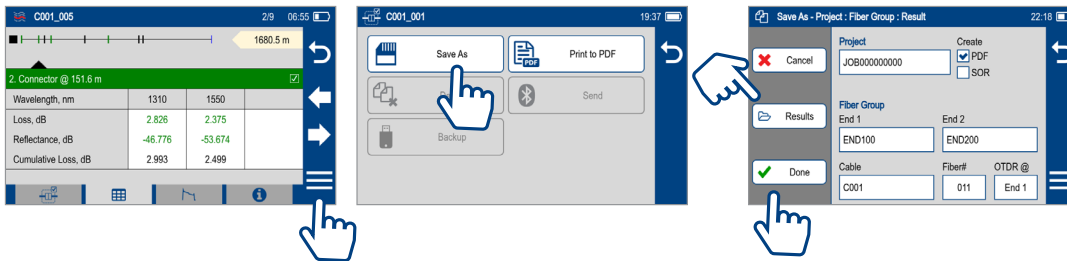 C001_005
2/9
06:55
1680.5 m
2. Connector @ 151.6 m
Wavelength, nm 1310 1550
Loss, dB 2.826 2.375
Reflectance, dB -46.776 -53.674
Cumulative Loss, dB 2.993 2.499
C001_001
19:37
Save As
PDF
Print to PDF
Send
Backup
Save As - Project : Fiber Group : Result
22:18
Cancel
Results
Done
Project
JOB000000000
Create
PDF
SOR
Fiber Group
End 1 End 2
END100 END200
Cable Fiber# OTDR @
C001 011 End 1